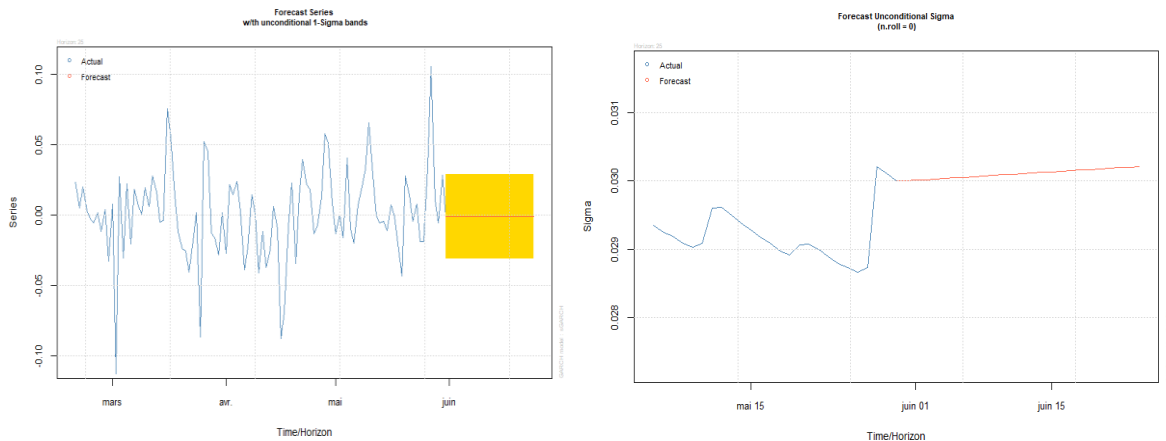 Forecast Series
w/th unconditional 1-Sigma bands
Horizon: 25
Actual
Forecast
Series
0.10
0.05
0.00
-0.05
-0.10
mars
avr.
mai
juin
Time/Horizon
Forecast Unconditional Sigma
(n.roll = 0)
Horizon: 25
Actual
Forecast
Sigma
0.031
0.030
0.029
0.028
mai 15
juin 01
juin 15
Time/Horizon